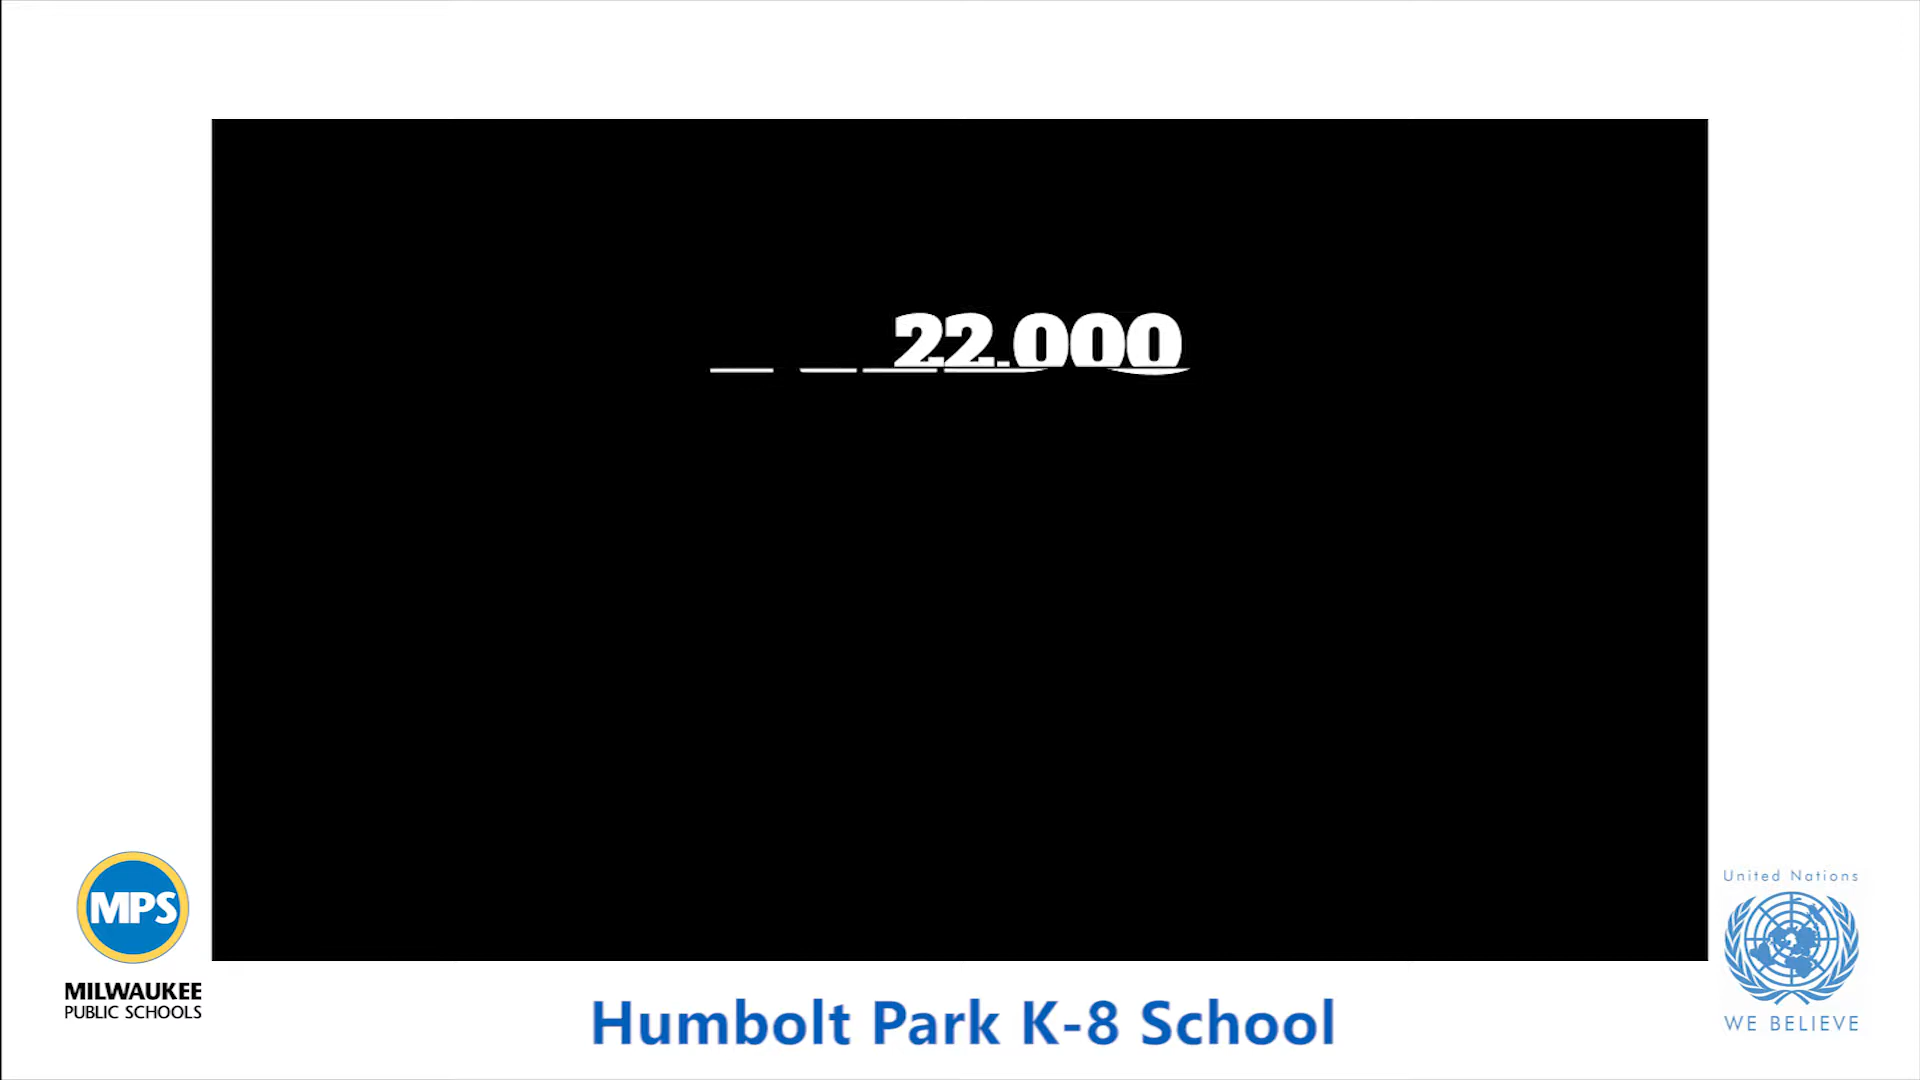 22.000
MPS
MILWAUKEE
PUBLIC SCHOOLS
Humbolt Park K-8 School
United Nations
WE BELIEVE